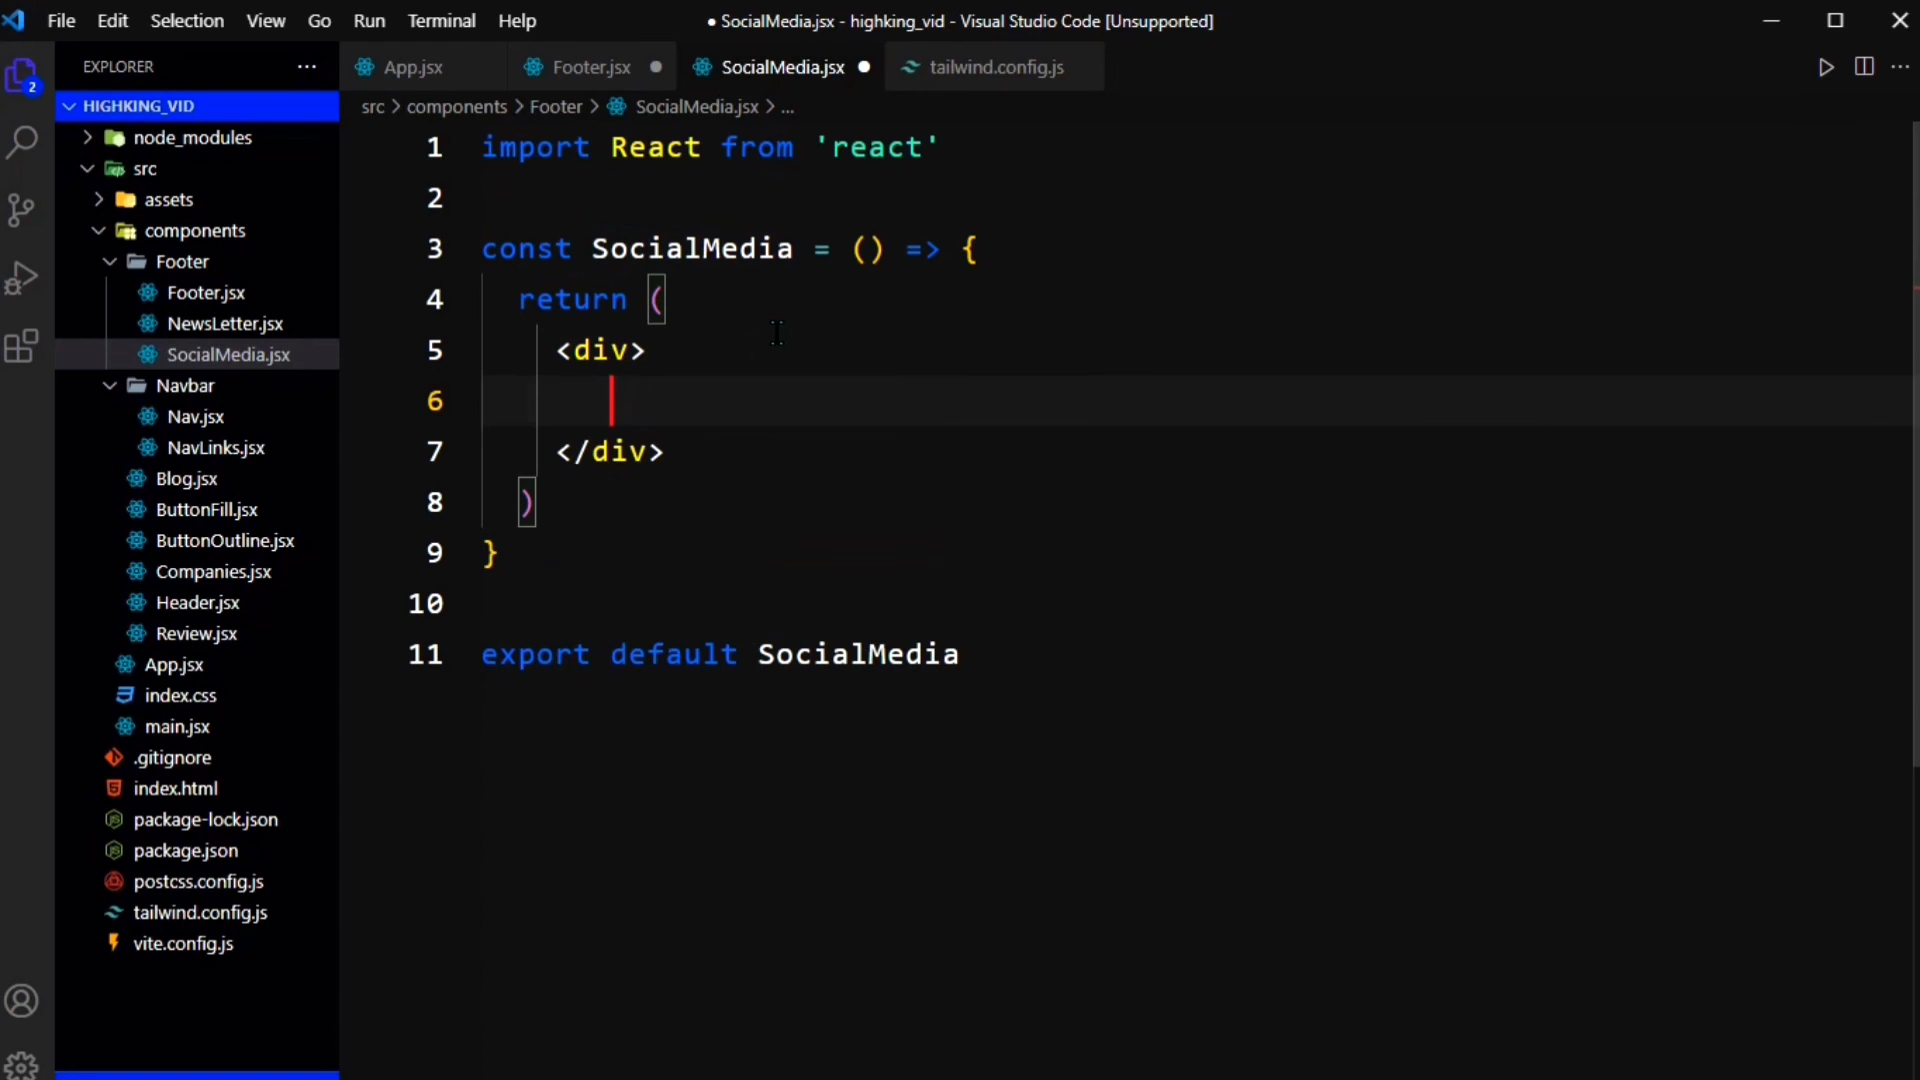 File Edit Selection View Go Run Terminal Help
● SocialMedia.jsx - highking_vid - Visual Studio Code [Unsupported]
2
EXPLORER ...
HIGHKING_VID
node_modules
src
assets
components
Footer
Footer.jsx
NewsLetter.jsx
SocialMedia.jsx
Navbar
Nav.jsx
NavLinks.jsx
Blog.jsx
ButtonFill.jsx
ButtonOutline.jsx
Companies.jsx
Header.jsx
Review.jsx
App.jsx
index.css
main.jsx
.gitignore
index.html
package-lock.json
package.json
postcss.config.js
tailwind.config.js
vite.config.js
App.jsx Footer.jsx ● SocialMedia.jsx ● tailwind.config.js
src > components > Footer > SocialMedia.jsx > ...
1 import React from 'react'
2
3 const SocialMedia = () => {
4 return (
5 <div>
6
7 </div>
8 )
9 }
10
11 export default SocialMedia